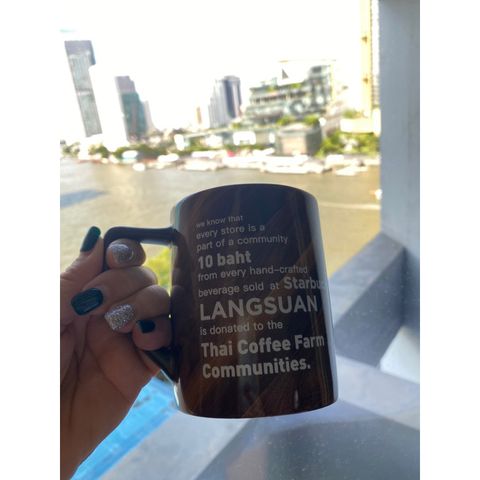 we know that
every store is a
part of a community
10 baht
from every hand-crafted
beverage sold at Starbuc
LANGSUAN
is donated to the
Thai Coffee Farm
Communities.